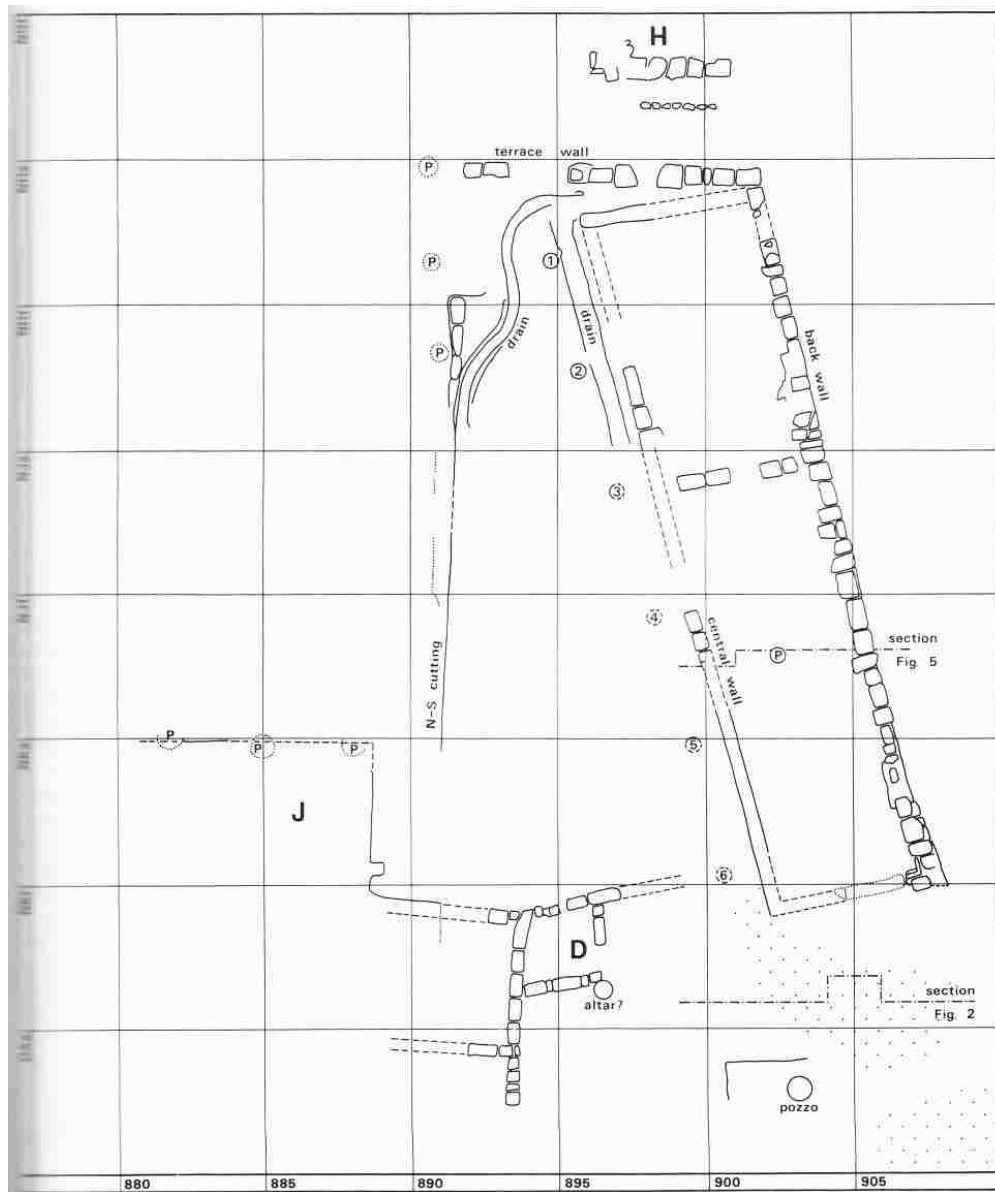 H
terrace wall
P
P
1
drain
drain
P
2
back wall
3
4
central wall
P
section
Fig. 5
N-S cutting
P
P
P
5
J
6
D
altar?
section
Fig. 2
pozzo
880
885
890
895
900
905